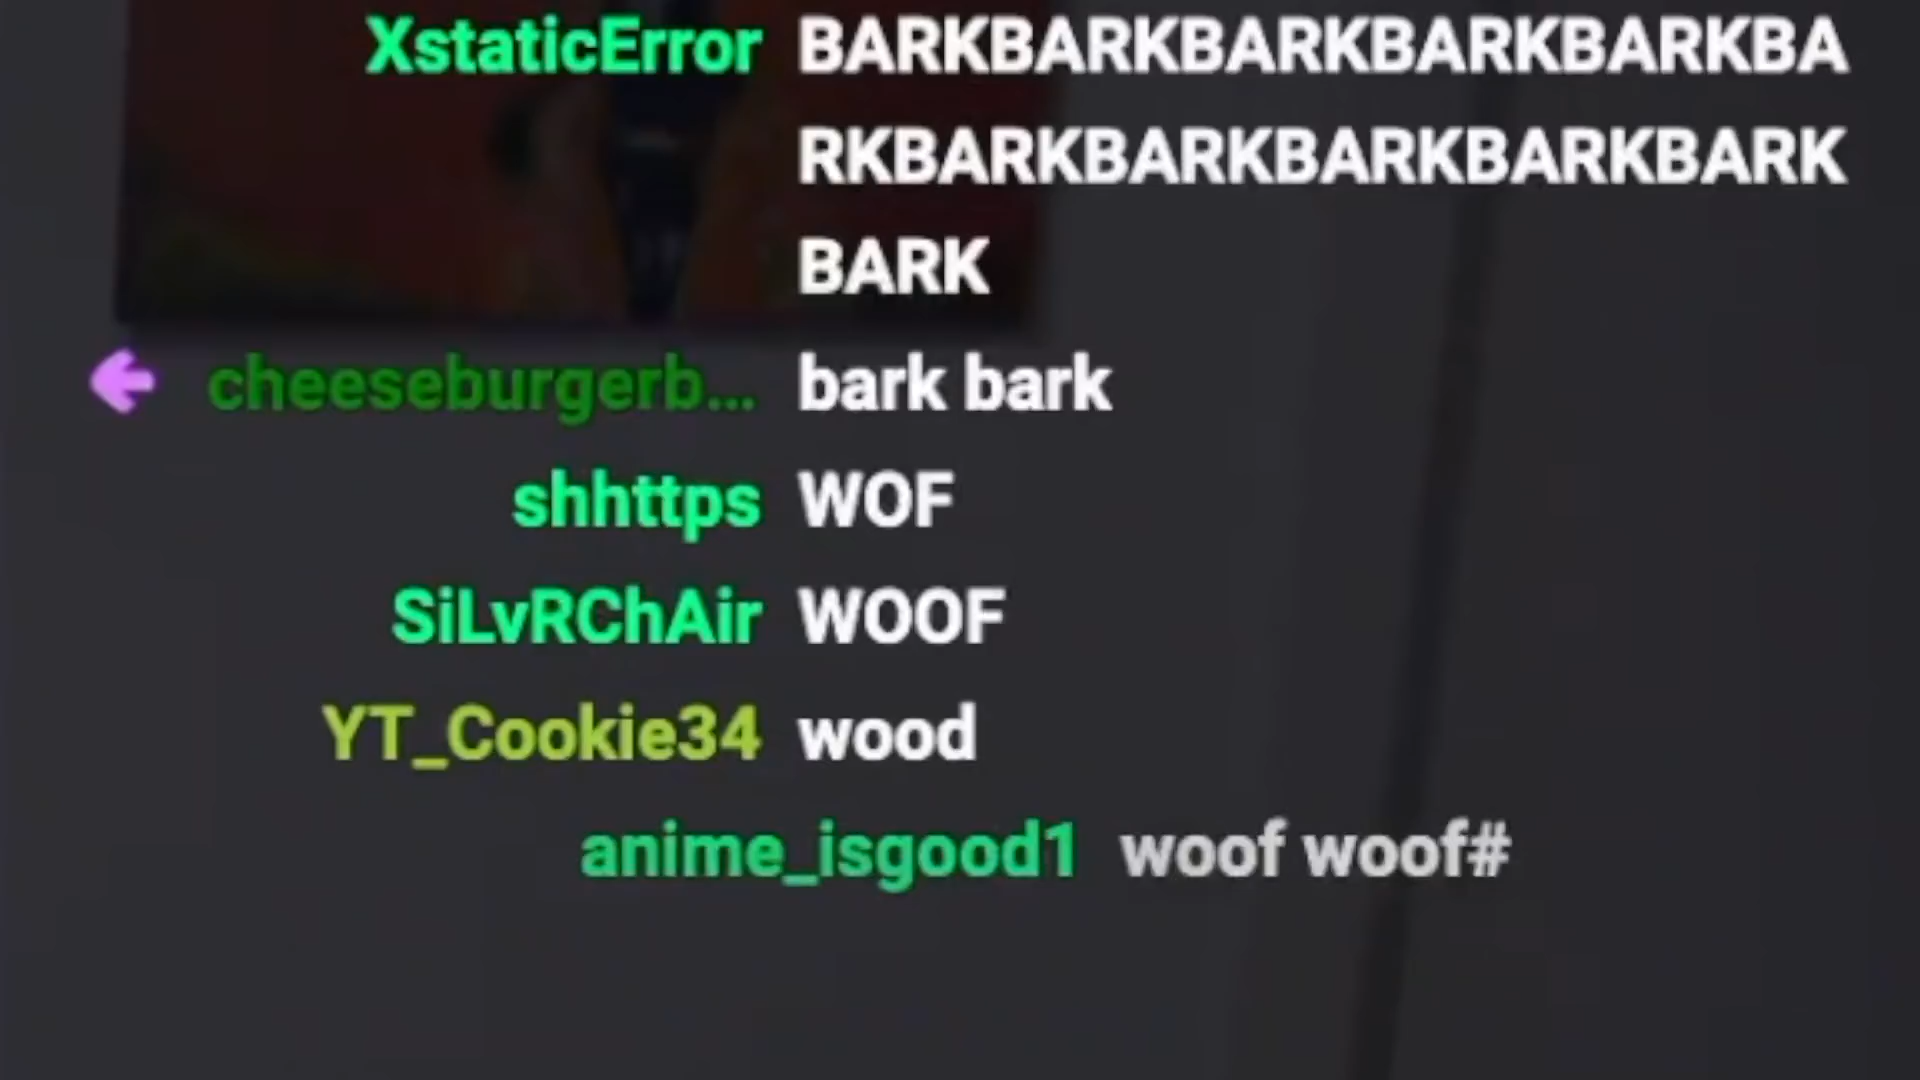 XstaticError BARKBARKBARKBARKBARKBA
RKBARKBARKBARKBARKBARK
BARK
cheeseburgerb... bark bark
shhttps WOF
SiLvRChAir WOOF
YT_Cookie34 wood
anime_isgood1 woof woof#